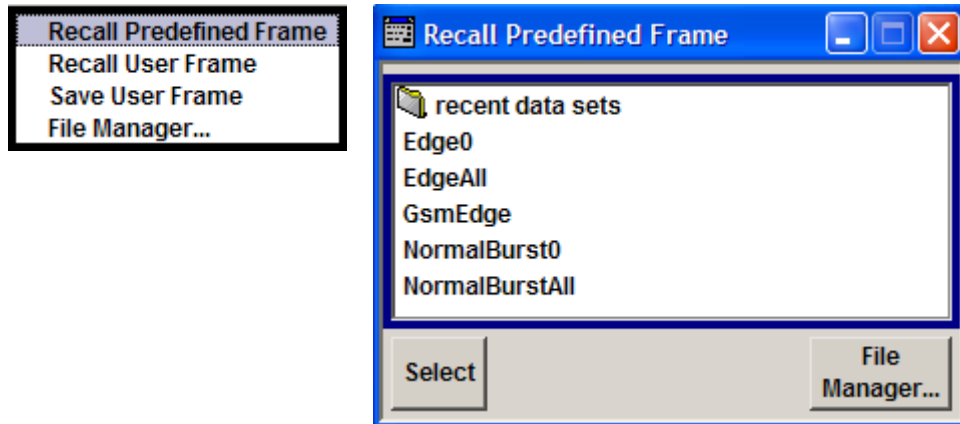 Recall Predefined Frame
Recall User Frame
Save User Frame
File Manager...
Recall Predefined Frame
recent data sets
Edge0
EdgeAll
GsmEdge
NormalBurst0
NormalBurstAll
Select
File
Manager...